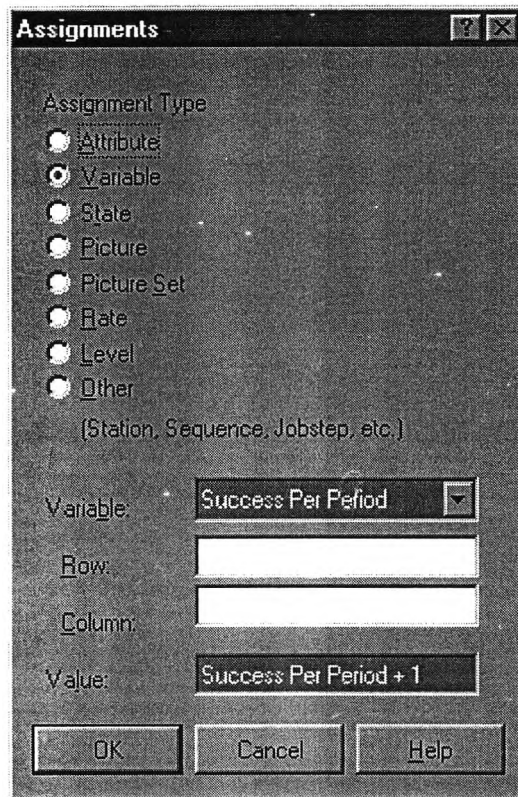 Assignments
Assignment Type
Attribute
Variable
State
Picture
Picture Set
Rate
Level
Other
(Station, Sequence, Jobstep, etc.)
Variable: Success Per Period
Row:
Column:
Value: Success Per Period + 1
OK Cancel Help